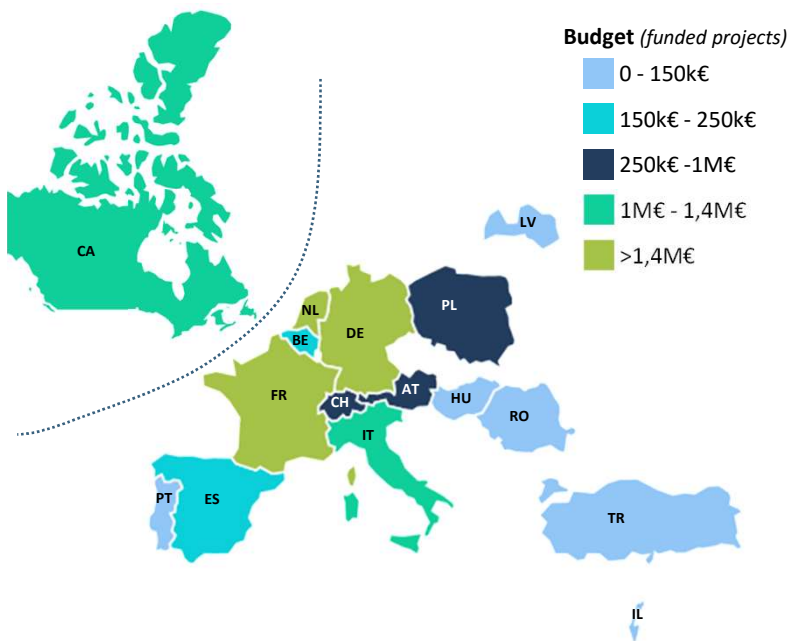 Budget (funded projects)
0 - 150k€
150k€ - 250k€
250k€ -1M€
1M€ - 1,4M€
>1,4M€
CA
LV
NL
BE
DE
PL
FR
CH
AT
HU
RO
IT
PT
ES
TR
IL